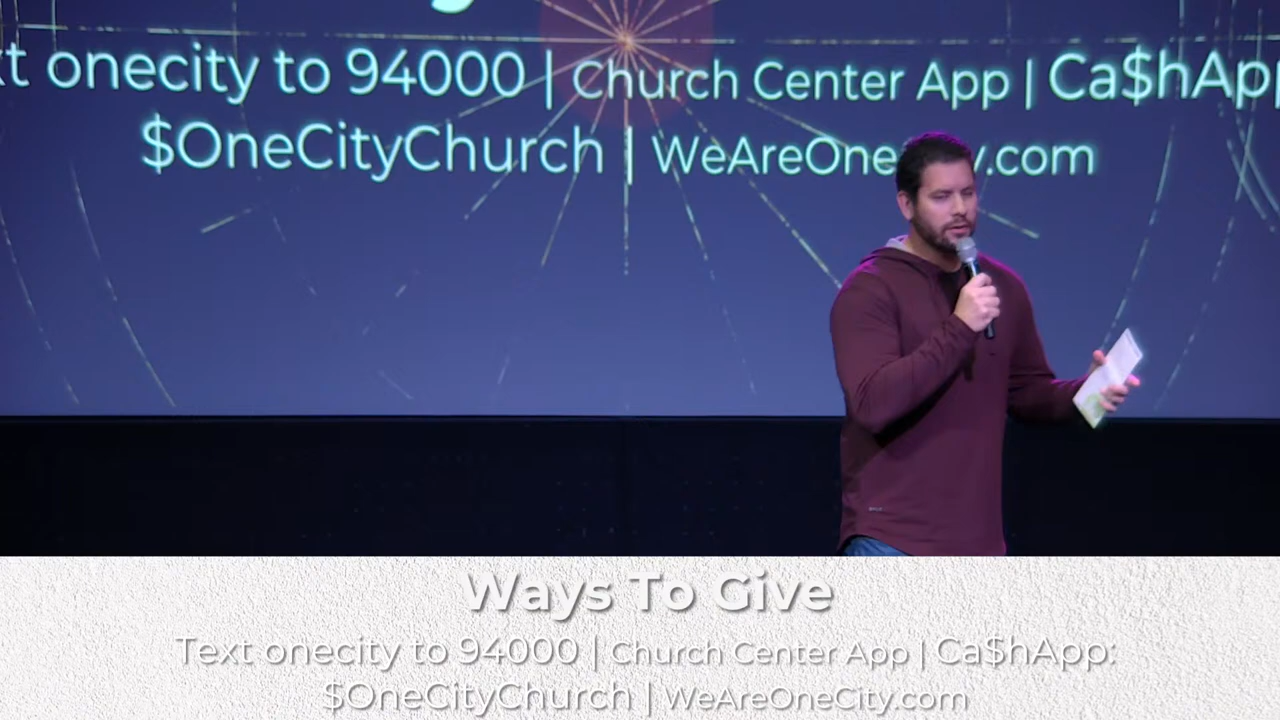 xt onecity to 94000 | Church Center App | Ca$hApp
$OneCityChurch | WeAreOne y.com
Ways To Give
Text onecity to 94000 | Church Center App | Ca$hApp:
$OneCityChurch | WeAreOneCity.com